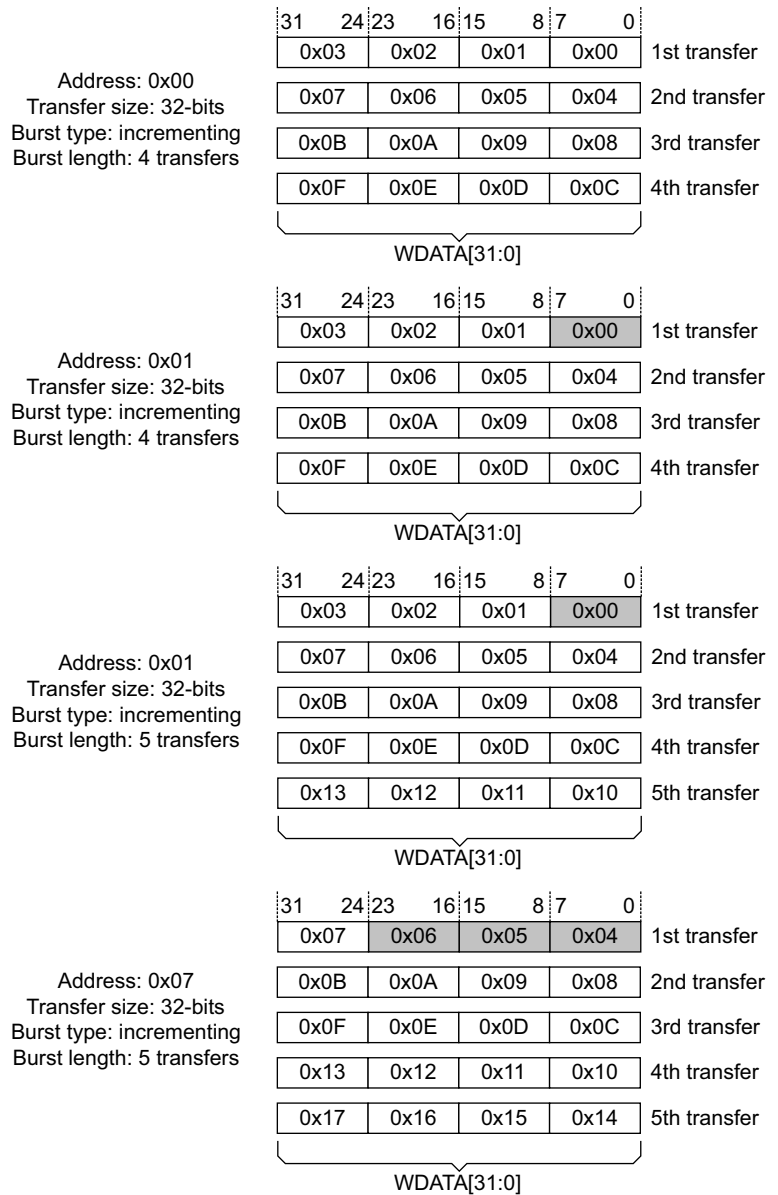 31 24 23 16 15 8 7 0
0x03 0x02 0x01 0x00 1st transfer
Address: 0x00
Transfer size: 32-bits
Burst type: incrementing
Burst length: 4 transfers
0x07 0x06 0x05 0x04 2nd transfer
0x0B 0x0A 0x09 0x08 3rd transfer
0x0F 0x0E 0x0D 0x0C 4th transfer
WDATA[31:0]
31 24 23 16 15 8 7 0
0x03 0x02 0x01 0x00 1st transfer
Address: 0x01
Transfer size: 32-bits
Burst type: incrementing
Burst length: 4 transfers
0x07 0x06 0x05 0x04 2nd transfer
0x0B 0x0A 0x09 0x08 3rd transfer
0x0F 0x0E 0x0D 0x0C 4th transfer
WDATA[31:0]
31 24 23 16 15 8 7 0
0x03 0x02 0x01 0x00 1st transfer
Address: 0x01
Transfer size: 32-bits
Burst type: incrementing
Burst length: 5 transfers
0x07 0x06 0x05 0x04 2nd transfer
0x0B 0x0A 0x09 0x08 3rd transfer
0x0F 0x0E 0x0D 0x0C 4th transfer
0x13 0x12 0x11 0x10 5th transfer
WDATA[31:0]
31 24 23 16 15 8 7 0
0x07 0x06 0x05 0x04 1st transfer
Address: 0x07
Transfer size: 32-bits
Burst type: incrementing
Burst length: 5 transfers
0x0B 0x0A 0x09 0x08 2nd transfer
0x0F 0x0E 0x0D 0x0C 3rd transfer
0x13 0x12 0x11 0x10 4th transfer
0x17 0x16 0x15 0x14 5th transfer
WDATA[31:0]